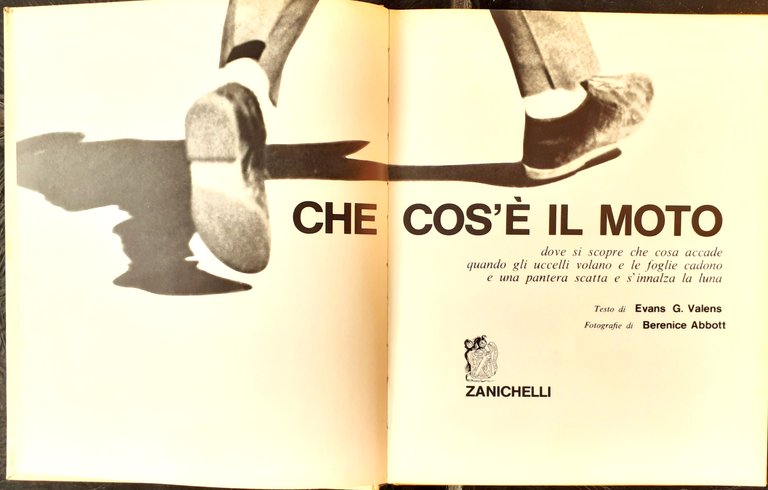 CHE COS'È IL MOTO
dove si scopre che cosa accade
quando gli uccelli volano e le foglie cadono
e una pantera scatta e s'innalza la luna
Testo di Evans G. Valens
Fotografie di Berenice Abbott
ZANICHELLI